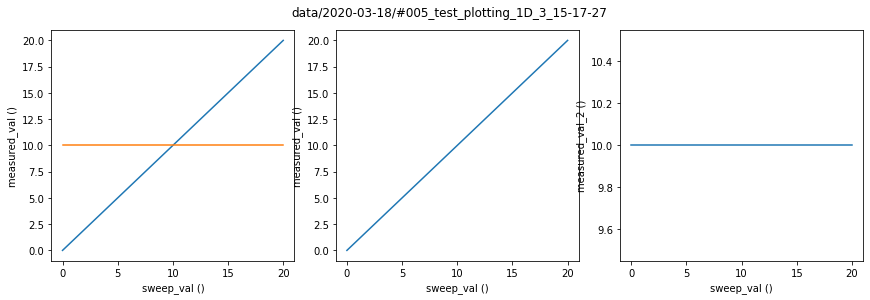 data/2020-03-18/#005_test_plotting_1D_3_15-17-27
20.0
17.5
15.0
12.5
10.0
7.5
5.0
2.5
0.0
measured_val ()
0 5 10 15 20
sweep_val ()
20.0
17.5
15.0
12.5
10.0
7.5
5.0
2.5
0.0
measured_val ()
0 5 10 15 20
sweep_val ()
10.4
10.2
10.0
9.8
9.6
measured_val_2 ()
0 5 10 15 20
sweep_val ()